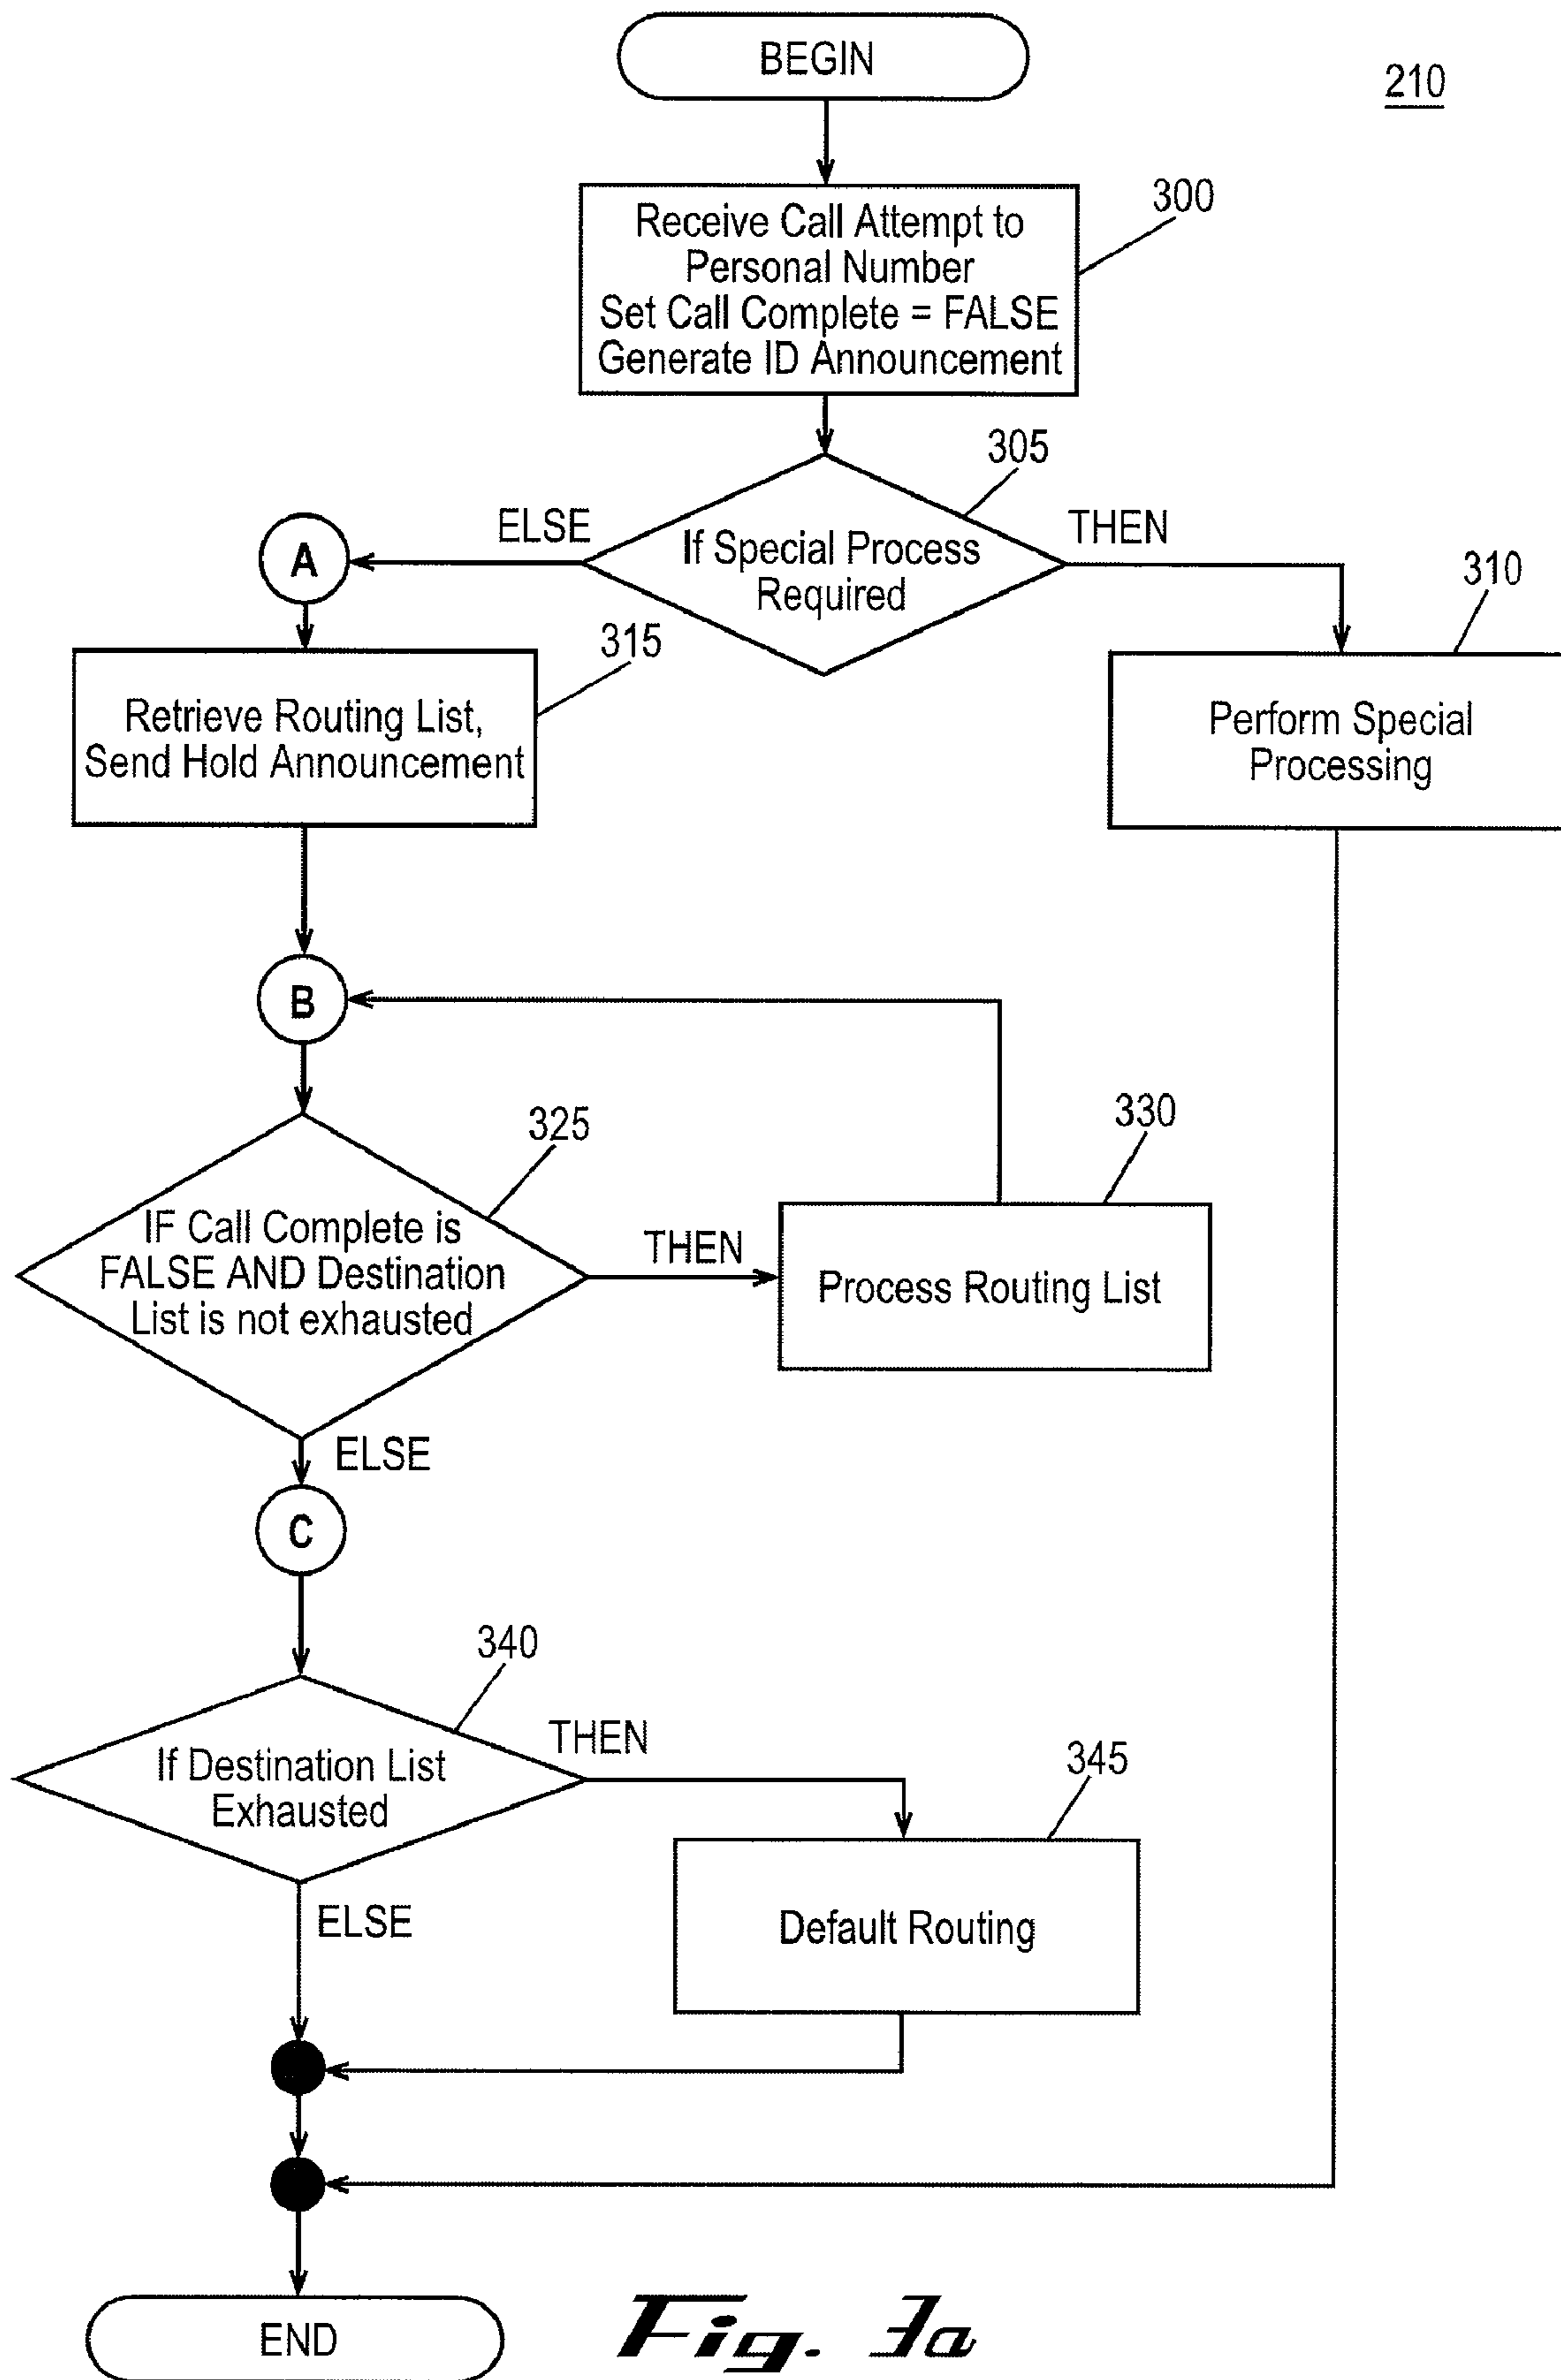 BEGIN
210
300
Receive Call Attempt to
Personal Number
Set Call Complete = FALSE
Generate ID Announcement
305
ELSE
THEN
If Special Process
Required
A
310
315
Retrieve Routing List,
Send Hold Announcement
Perform Special
Processing
B
325
330
IF Call Complete is
FALSE AND Destination
List is not exhausted
THEN
Process Routing List
ELSE
C
340
THEN
345
If Destination List
Exhausted
ELSE
Default Routing
END
Fig. 3a